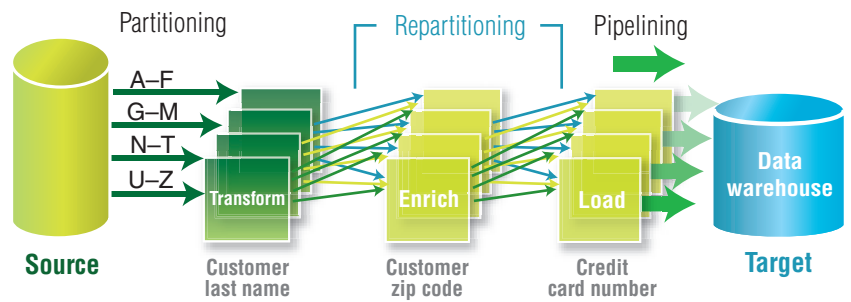 Partitioning
Repartitioning
Pipelining
A–F
G–M
N–T
U–Z
Transform
Enrich
Load
Data
warehouse
Source
Customer
last name
Customer
zip code
Credit
card number
Target